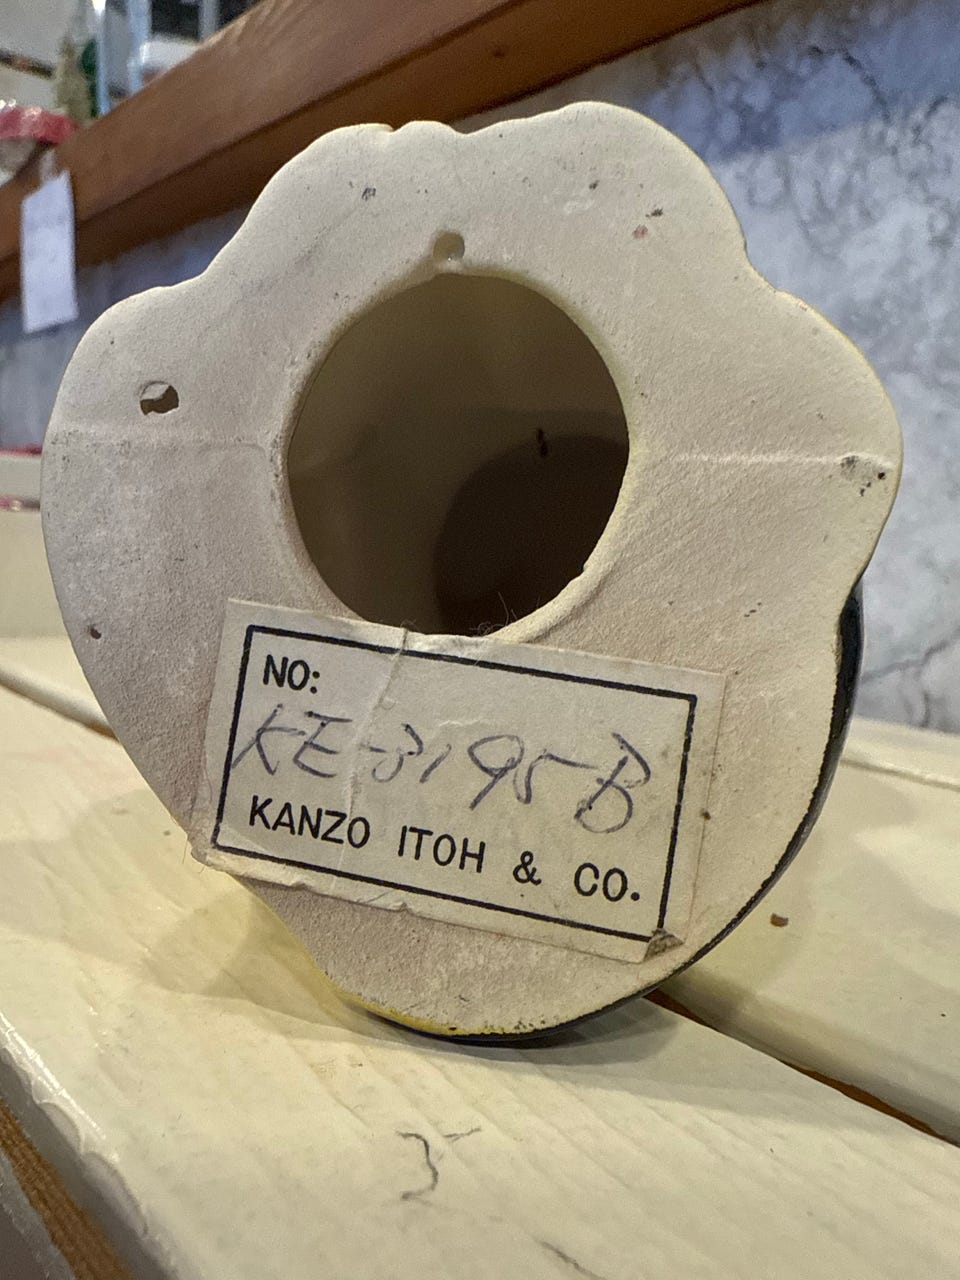 NO:
KE-3195-B
KANZO ITOH & CO.